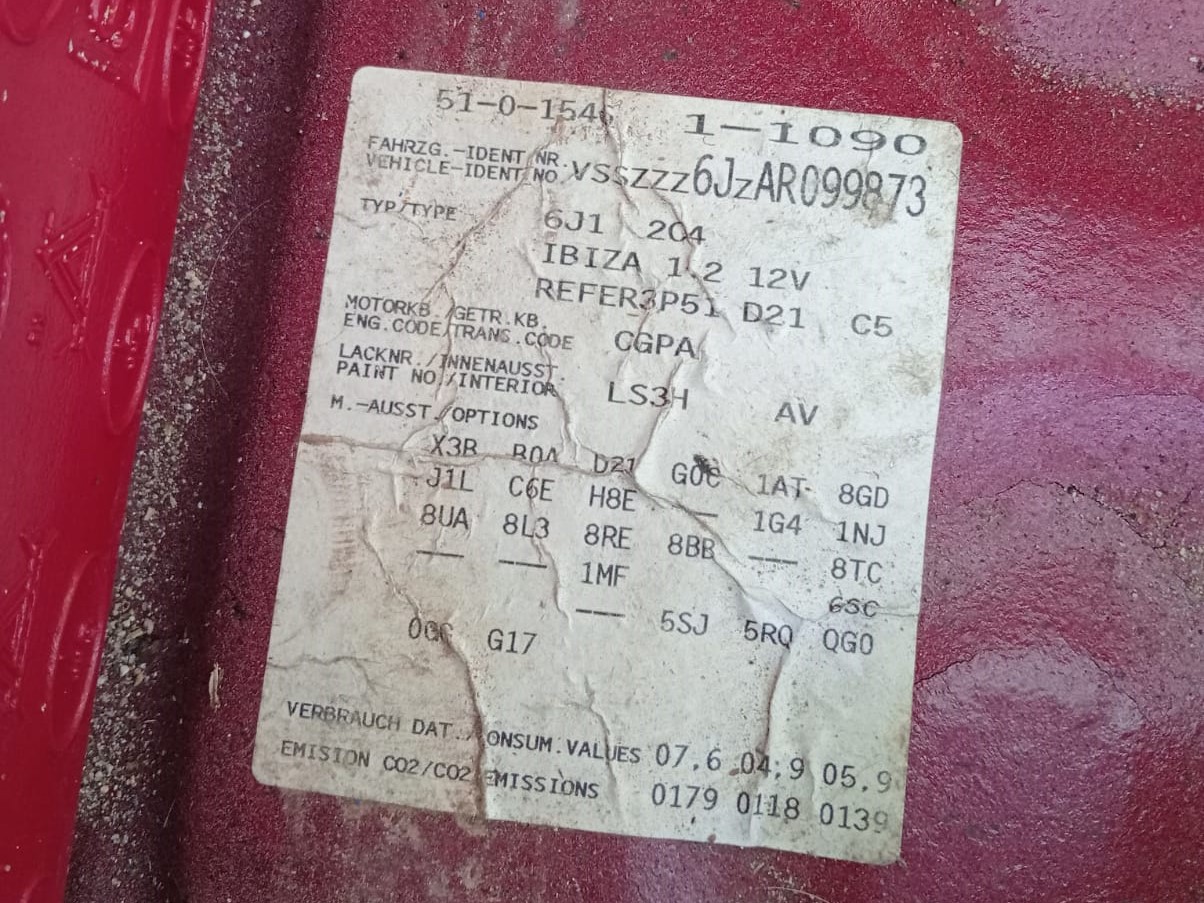 51-0-1546 1-1090
FAHRZG.-IDENT NR.
VEHICLE-IDENT NO VSSZZZ6JZAR099873
TYP/TYPE 6J1 204
IBIZA 1.2 12V
REFER3P51 D21 C5
MOTORKB./GETR.KB.
ENG.CODE/TRANS.CODE CGPA
LACKNR./INNENAUSST.
PAINT NO./INTERIOR LS3H AV
M.-AUSST./OPTIONS
X3B B0A D21 G0C 1AT 8GD
J1L C6E H8E --- 1G4 1NJ
8UA 8L3 8RE 8BB --- 8TC
--- --- 1MF 6SC
--- 5SJ 5RQ QG0
0GG G17
VERBRAUCH DAT./CONSUM.VALUES 07.6 04.9 05.9
EMISION CO2/CO2 EMISSIONS 0179 0118 0139